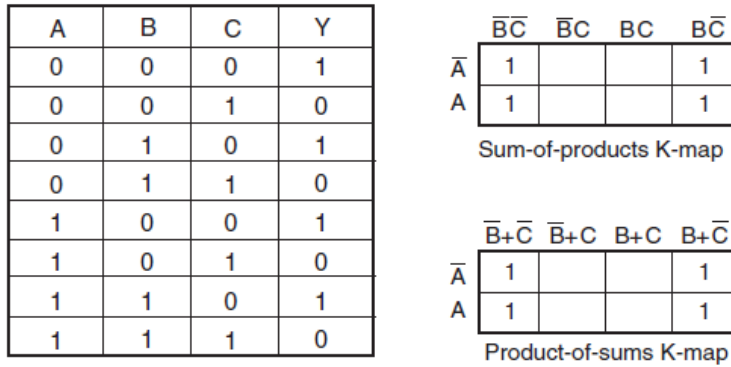 A B C Y
0 0 0 1
0 0 1 0
0 1 0 1
0 1 1 0
1 0 0 1
1 0 1 0
1 1 0 1
1 1 1 0
B̅C̅ B̅C BC BC̅
A̅ 1 1
A 1 1
Sum-of-products K-map
B̅+C̅ B̅+C B+C B+C̅
A̅ 1 1
A 1 1
Product-of-sums K-map